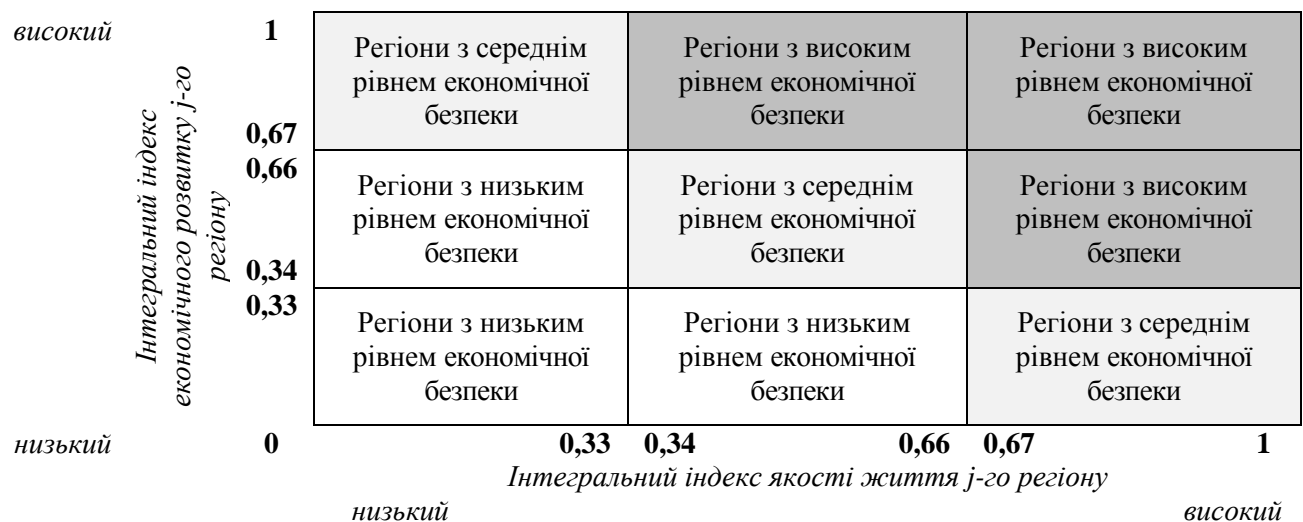 високий
1
Інтегральний індекс
економічного розвитку j-го
регіону
0,67
0,66
0,34
0,33
Регіони з середнім
рівнем економічної
безпеки
Регіони з високим
рівнем економічної
безпеки
Регіони з високим
рівнем економічної
безпеки
Регіони з низьким
рівнем економічної
безпеки
Регіони з середнім
рівнем економічної
безпеки
Регіони з високим
рівнем економічної
безпеки
Регіони з низьким
рівнем економічної
безпеки
Регіони з низьким
рівнем економічної
безпеки
Регіони з середнім
рівнем економічної
безпеки
низький
0
0,33 0,34 0,66 0,67 1
Інтегральний індекс якості життя j-го регіону
низький високий